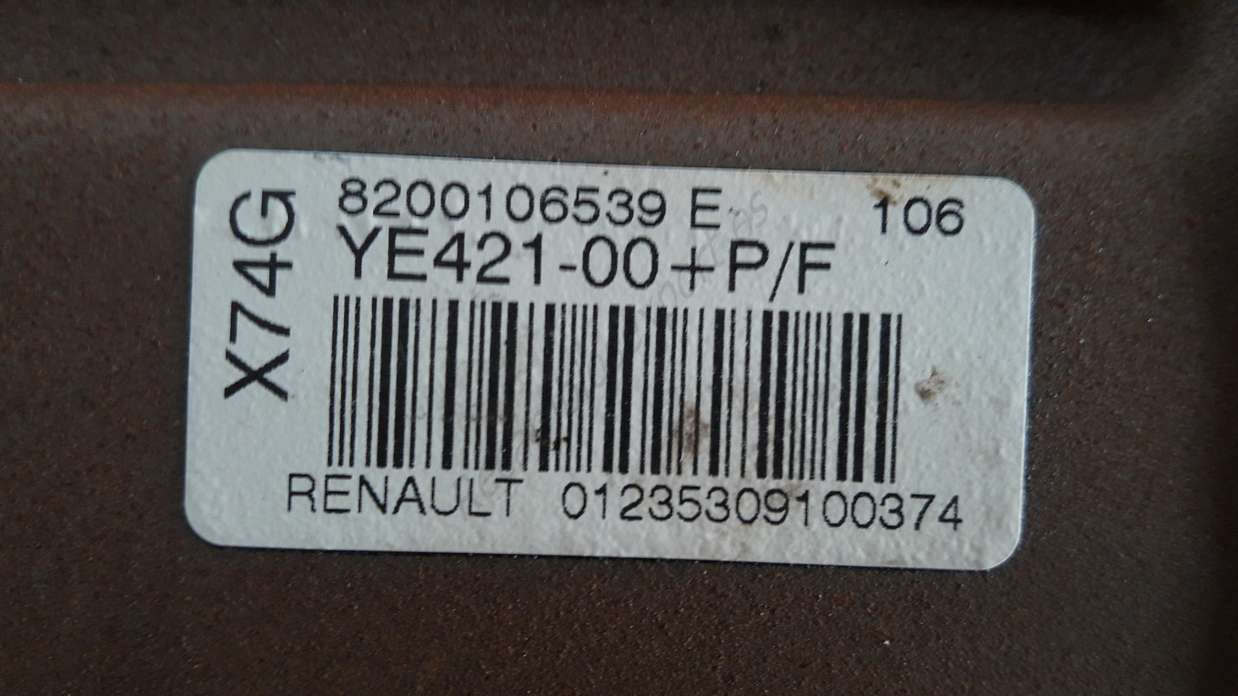 X74G
8200106539 E 106
YE421-00+P/F
RENAULT 01235309100374